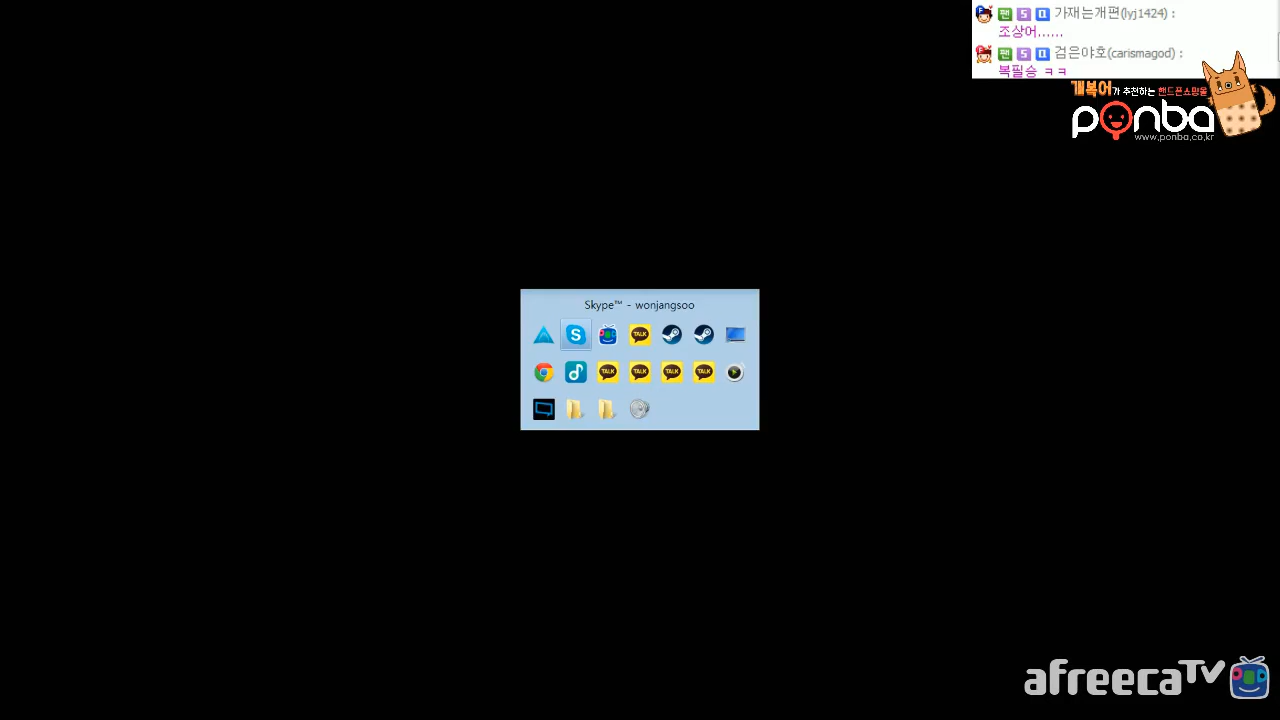 팬 S Q 가재는개편(lyj1424) :
조상어......
팬 S Q 검은야호(carismagod) :
복필승 ㅋㅋ
개복어가 추천하는 핸드폰쇼핑몰
ponba
www.ponba.co.kr
Skype™ - wonjangsoo
TALK
TALK TALK TALK TALK
afreecaTV